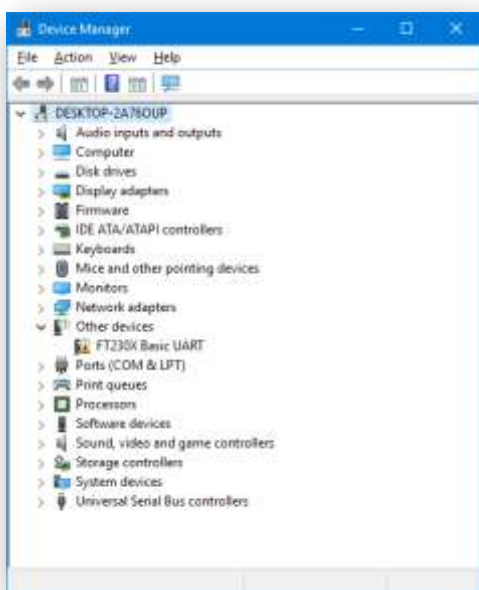 Device Manager
File Action View Help
DESKTOP-2A76OUP
Audio inputs and outputs
Computer
Disk drives
Display adapters
Firmware
IDE ATA/ATAPI controllers
Keyboards
Mice and other pointing devices
Monitors
Network adapters
Other devices
FT230X Basic UART
Ports (COM & LPT)
Print queues
Processors
Software devices
Sound, video and game controllers
Storage controllers
System devices
Universal Serial Bus controllers